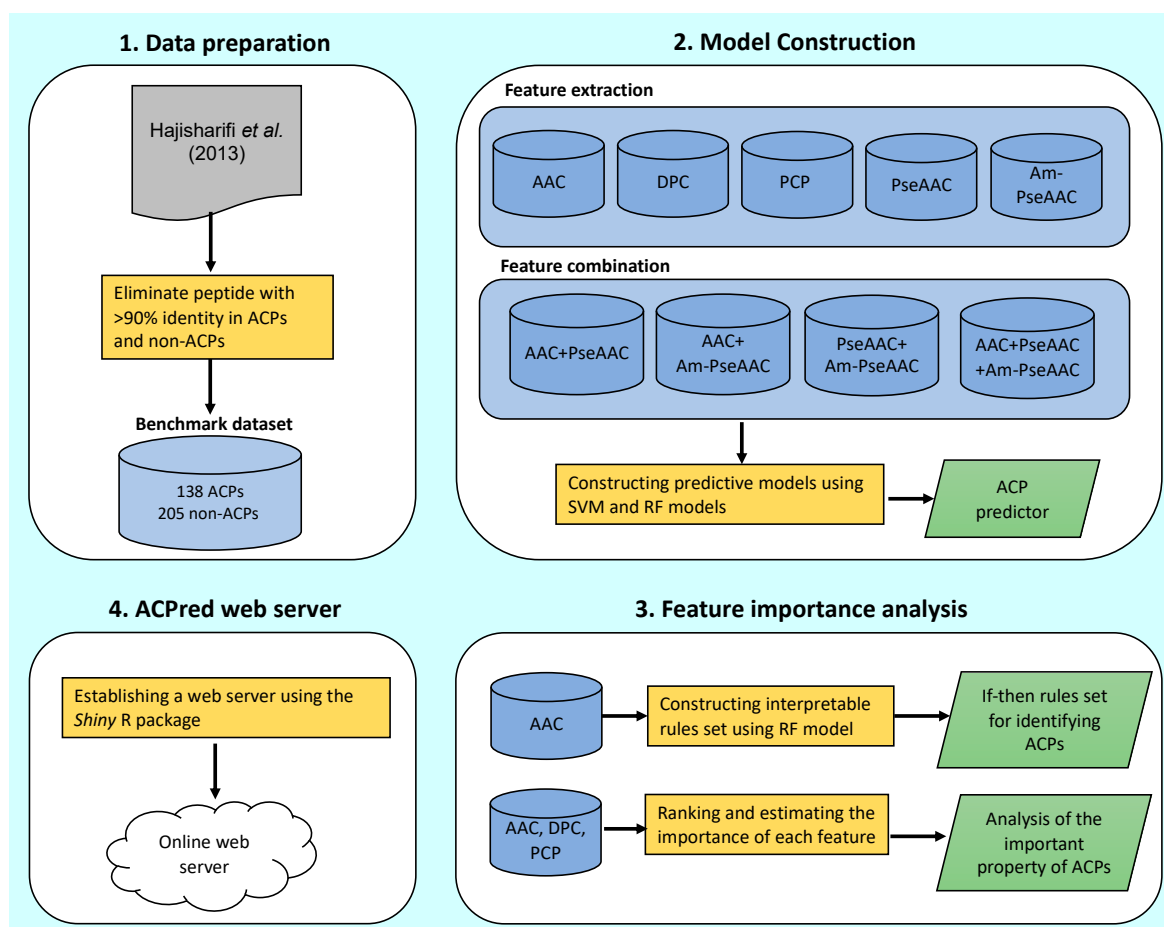 1. Data preparation
Hajisharifi et al.
(2013)
Eliminate peptide with
>90% identity in ACPs
and non-ACPs
Benchmark dataset
138 ACPs
205 non-ACPs
2. Model Construction
Feature extraction
AAC
DPC
PCP
PseAAC
Am-
PseAAC
Feature combination
AAC+PseAAC
AAC+
Am-PseAAC
PseAAC+
Am-PseAAC
AAC+PseAAC
+Am-PseAAC
Constructing predictive models using
SVM and RF models
ACP
predictor
3. Feature importance analysis
AAC
Constructing interpretable
rules set using RF model
If-then rules set
for identifying
ACPs
AAC, DPC,
PCP
Ranking and estimating the
importance of each feature
Analysis of the
important
property of ACPs
4. ACPred web server
Establishing a web server using the
Shiny R package
Online web
server